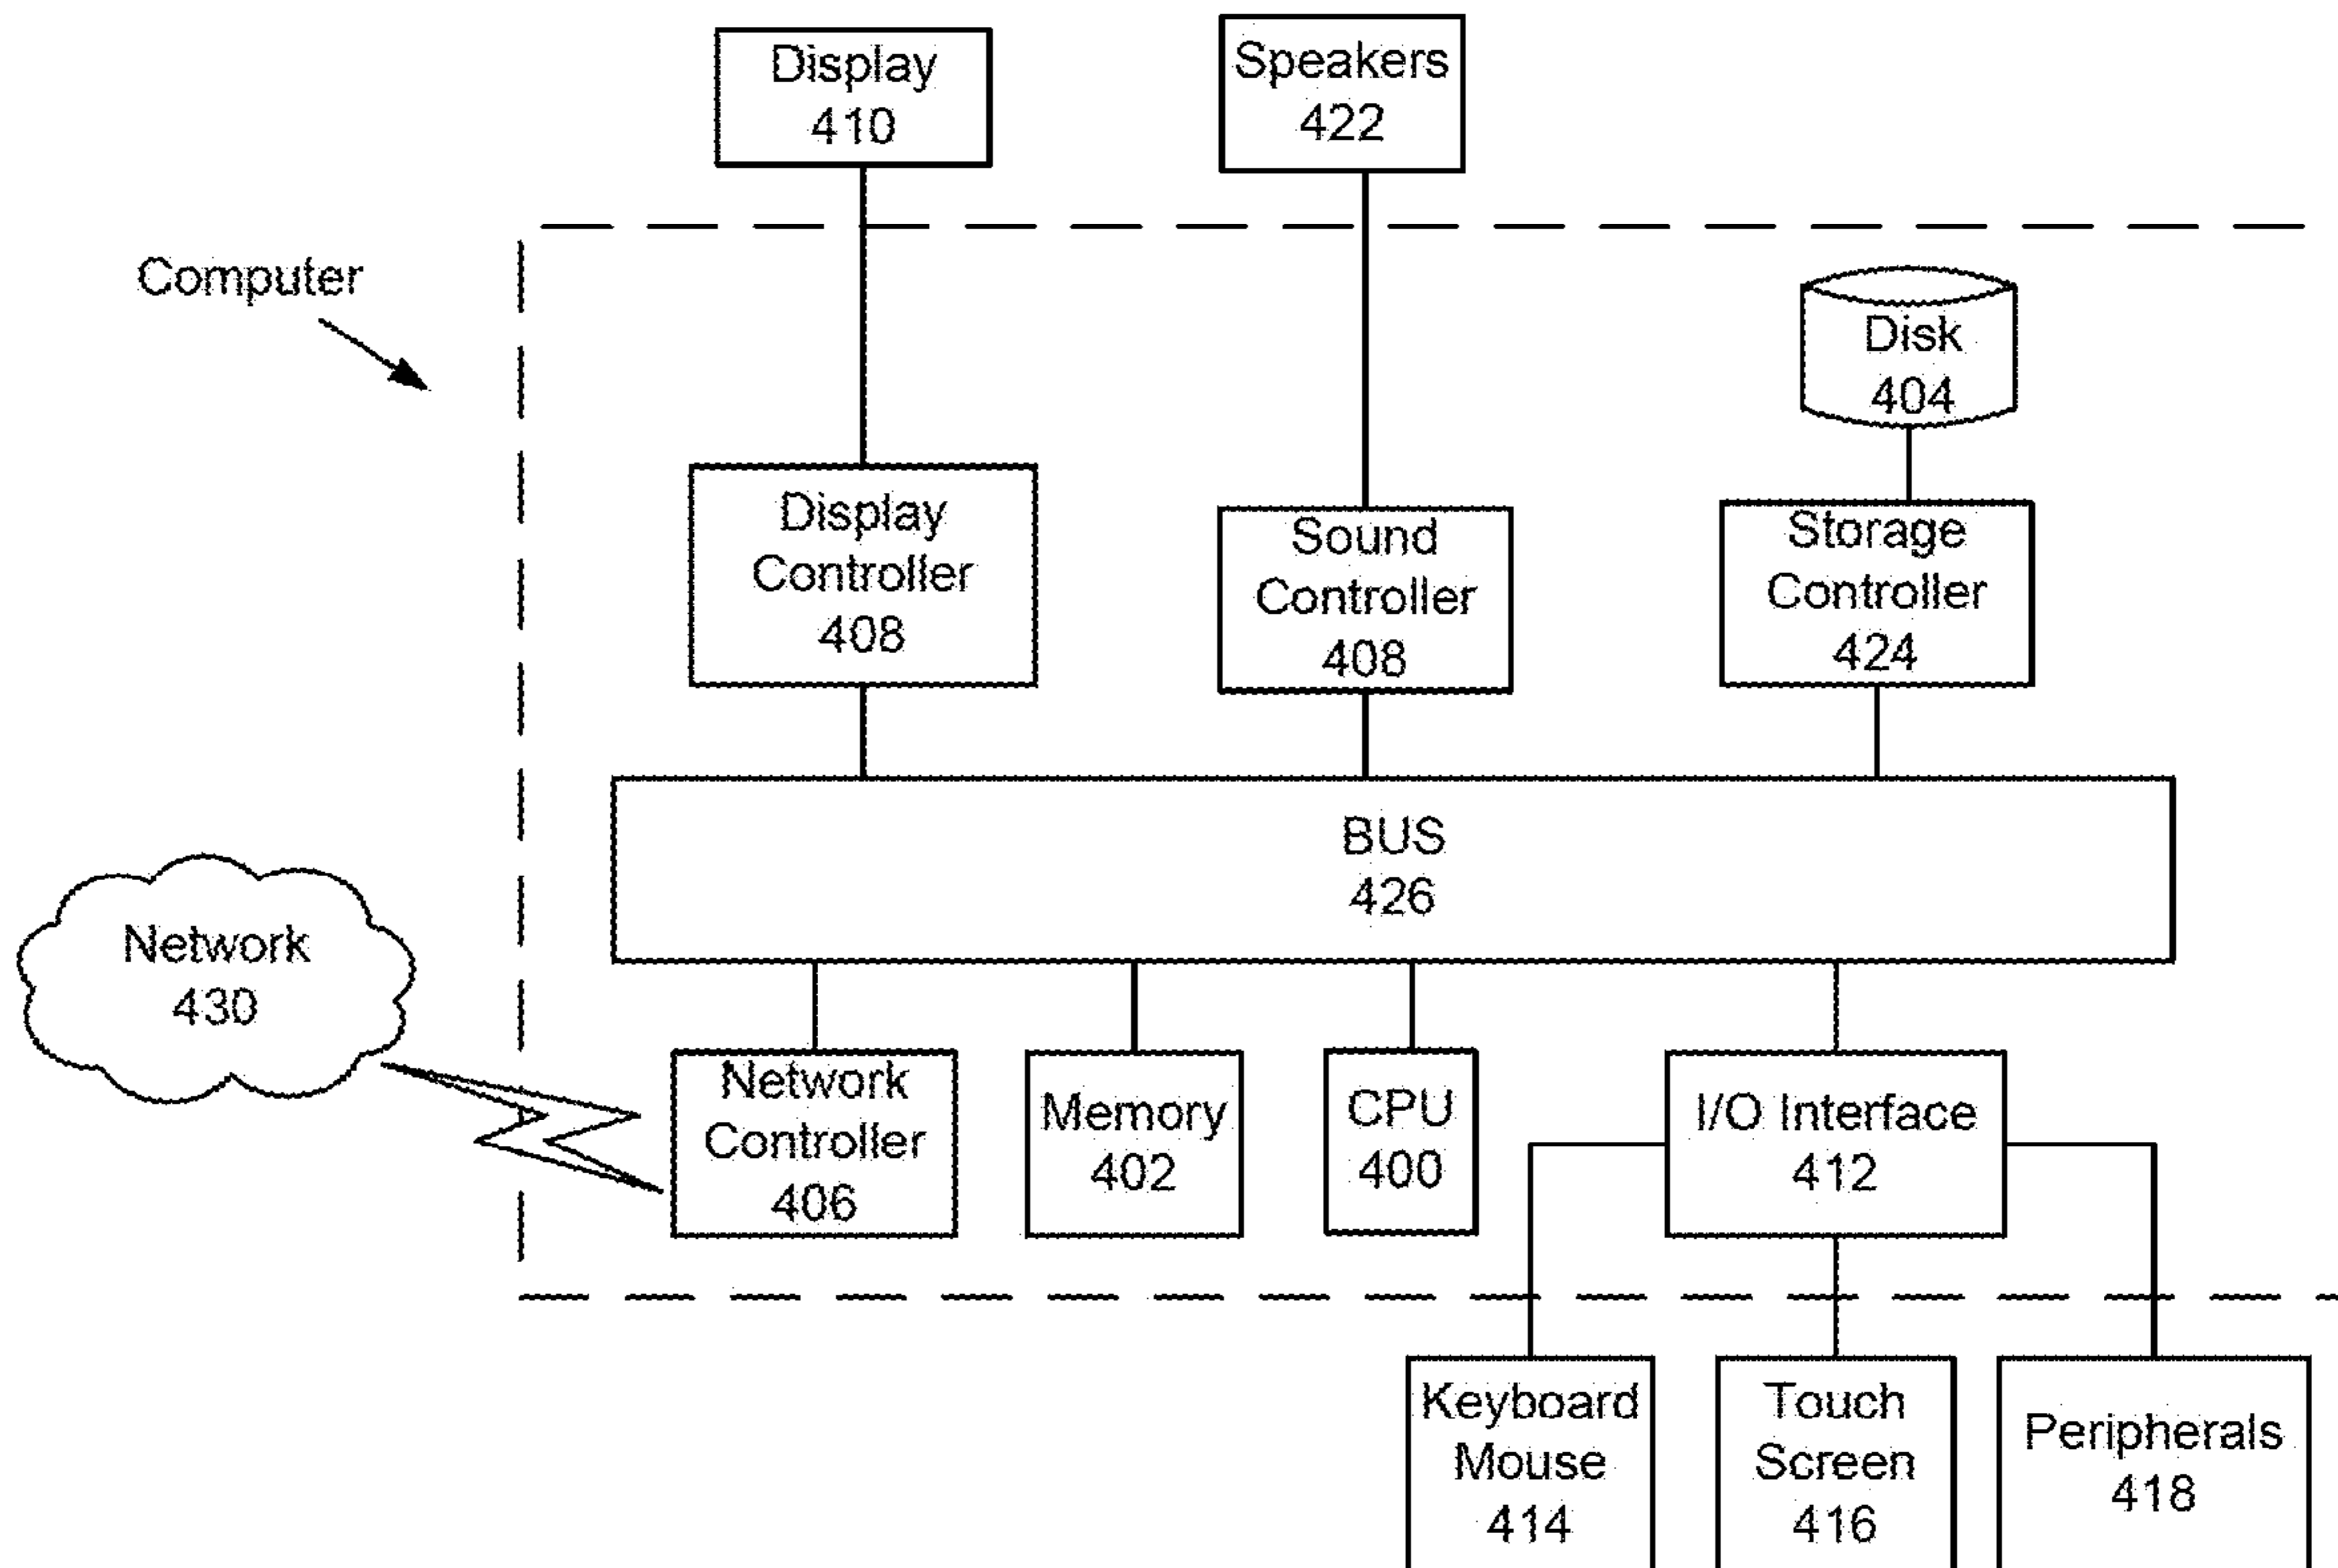 Display
410
Speakers
422
Computer
Disk
404
Display
Controller
408
Sound
Controller
408
Storage
Controller
424
BUS
426
Network
430
Network
Controller
406
Memory
402
CPU
400
I/O Interface
412
Keyboard
Mouse
414
Touch
Screen
416
Peripherals
418